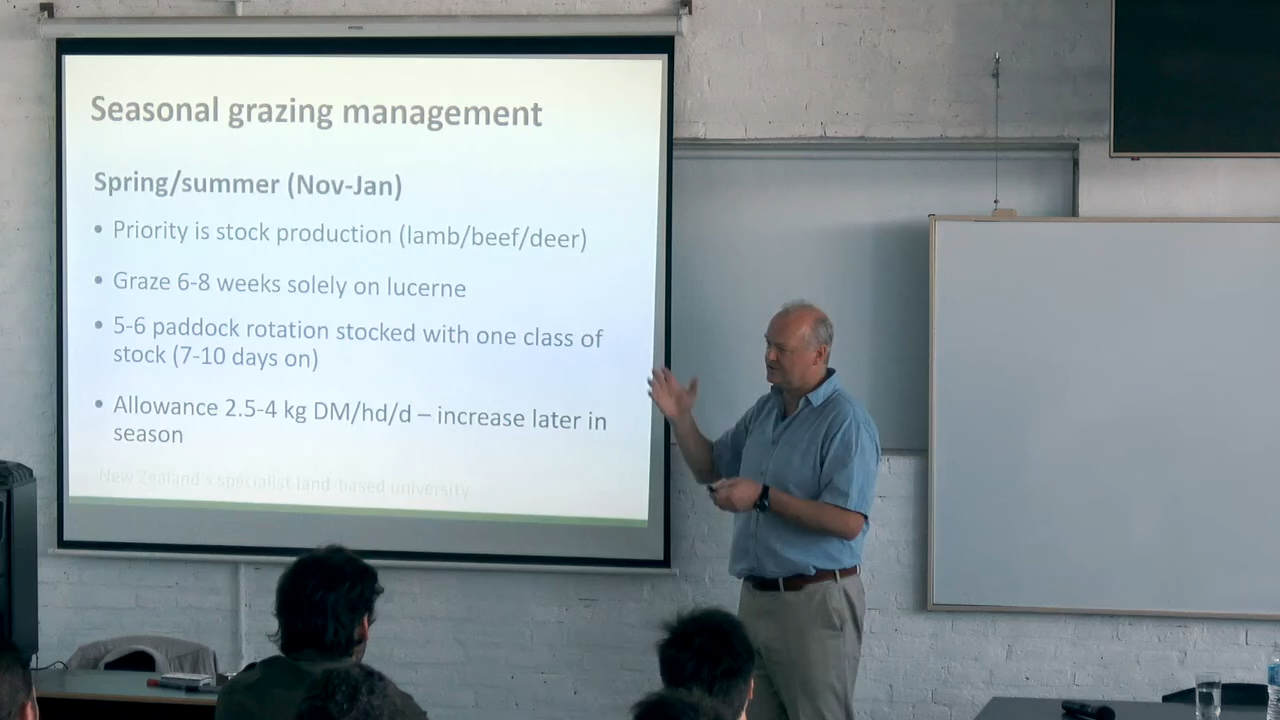 Seasonal grazing management
Spring/summer (Nov-Jan)
• Priority is stock production (lamb/beef/deer)
• Graze 6-8 weeks solely on lucerne
• 5-6 paddock rotation stocked with one class of
stock (7-10 days on)
• Allowance 2.5-4 kg DM/hd/d – increase later in
season
New Zealand's specialist land-based university